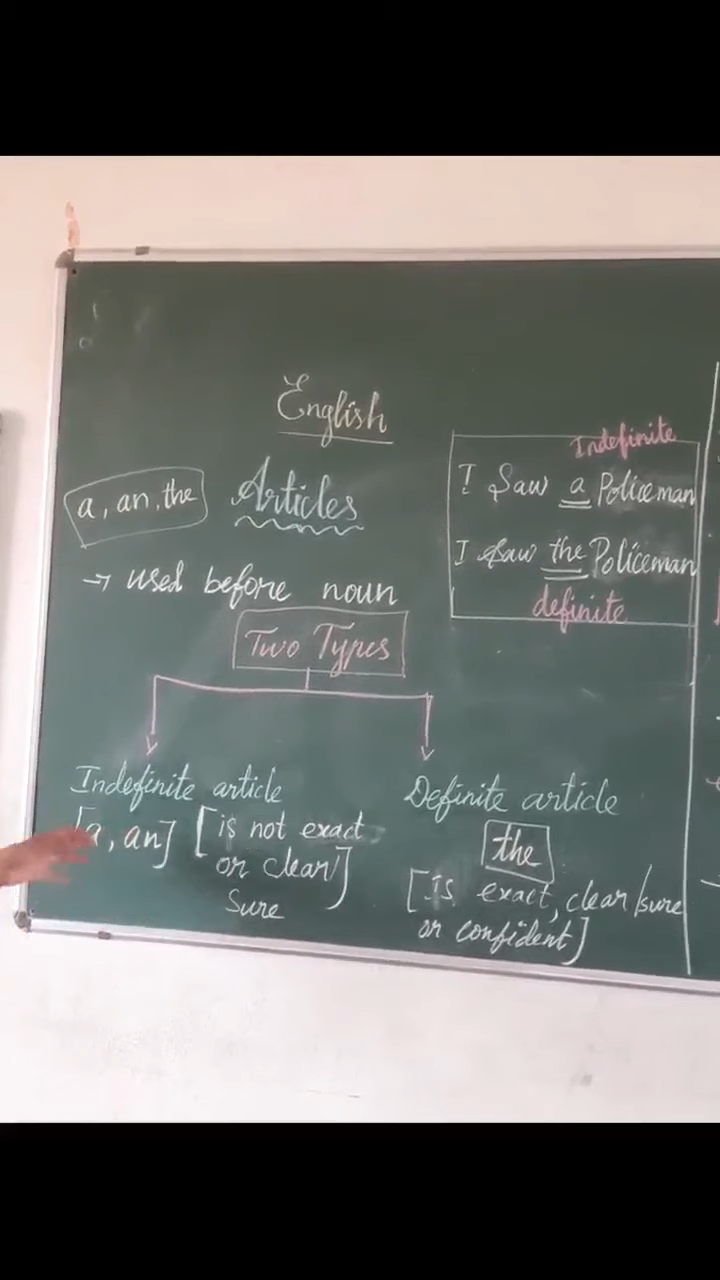 English
a, an, the
Articles
→ used before noun
Two Types
Indefinite article
[a, an] [is not exact
or clear/]
Sure
Definite article
the
[is exact, clear/sure
or confident]
Indefinite
I Saw a Policeman
I Saw the Policeman
definite